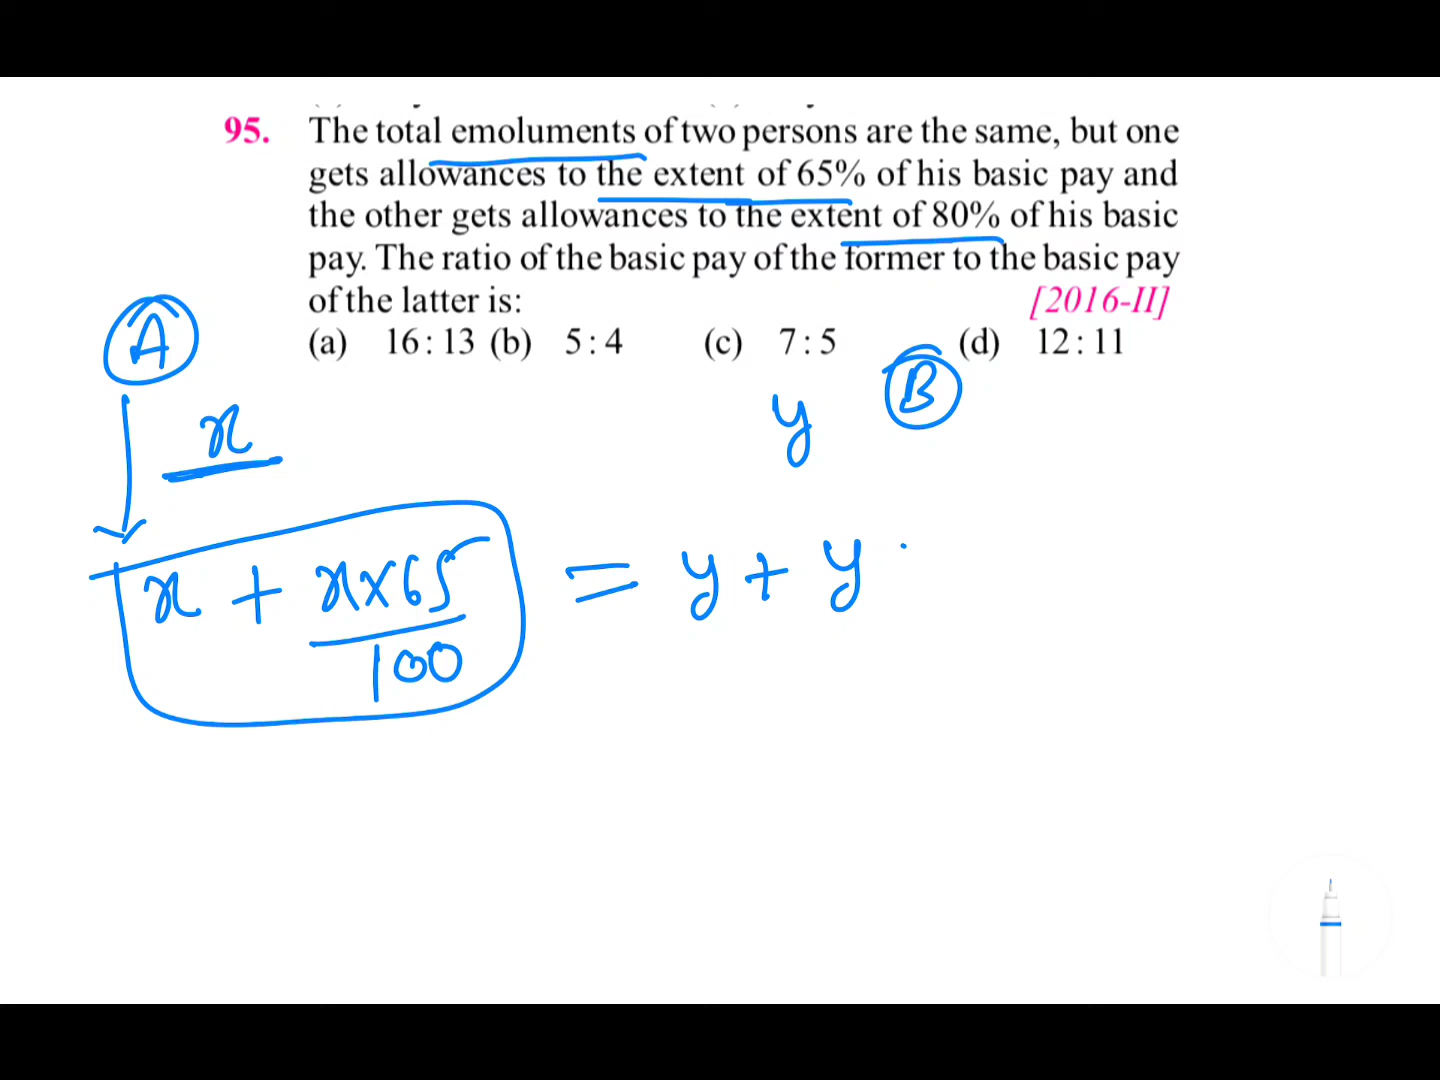 95. The total emoluments of two persons are the same, but one
gets allowances to the extent of 65% of his basic pay and
the other gets allowances to the extent of 80% of his basic
pay. The ratio of the basic pay of the former to the basic pay
of the latter is: [2016-II]
(a) 16 : 13 (b) 5 : 4 (c) 7 : 5 (d) 12 : 11
A B
x y
x + x×65/100 = y + y